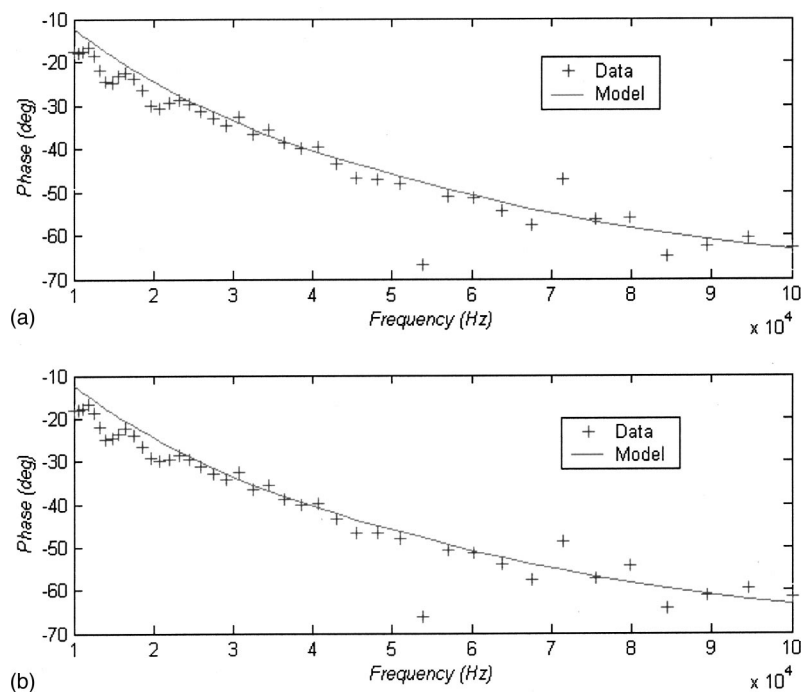 -10
-20
-30
-40
-50
-60
-70
Phase (deg)
+ Data
Model
1 2 3 4 5 6 7 8 9 10
Frequency (Hz)
x 10^4
(a)
-10
-20
-30
-40
-50
-60
-70
Phase (deg)
+ Data
Model
1 2 3 4 5 6 7 8 9 10
Frequency (Hz)
x 10^4
(b)